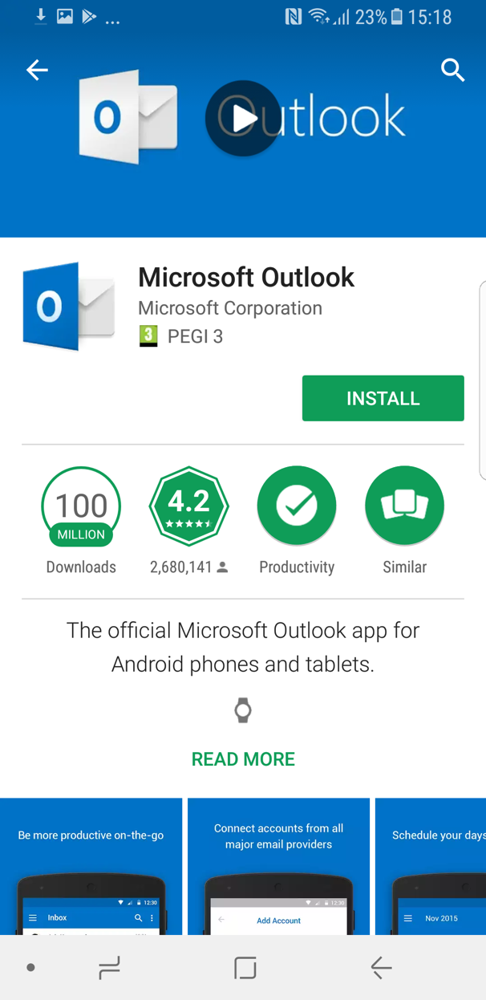 ... 23% 15:18
O Outlook
O
Microsoft Outlook
Microsoft Corporation
3 PEGI 3
INSTALL
100 MILLION
4.2
Downloads 2,680,141 Productivity Similar
The official Microsoft Outlook app for
Android phones and tablets.
READ MORE
Be more productive on-the-go
Connect accounts from all
major email providers
Schedule your days
12:30
Inbox
12:30
Add Account
Nov 2015